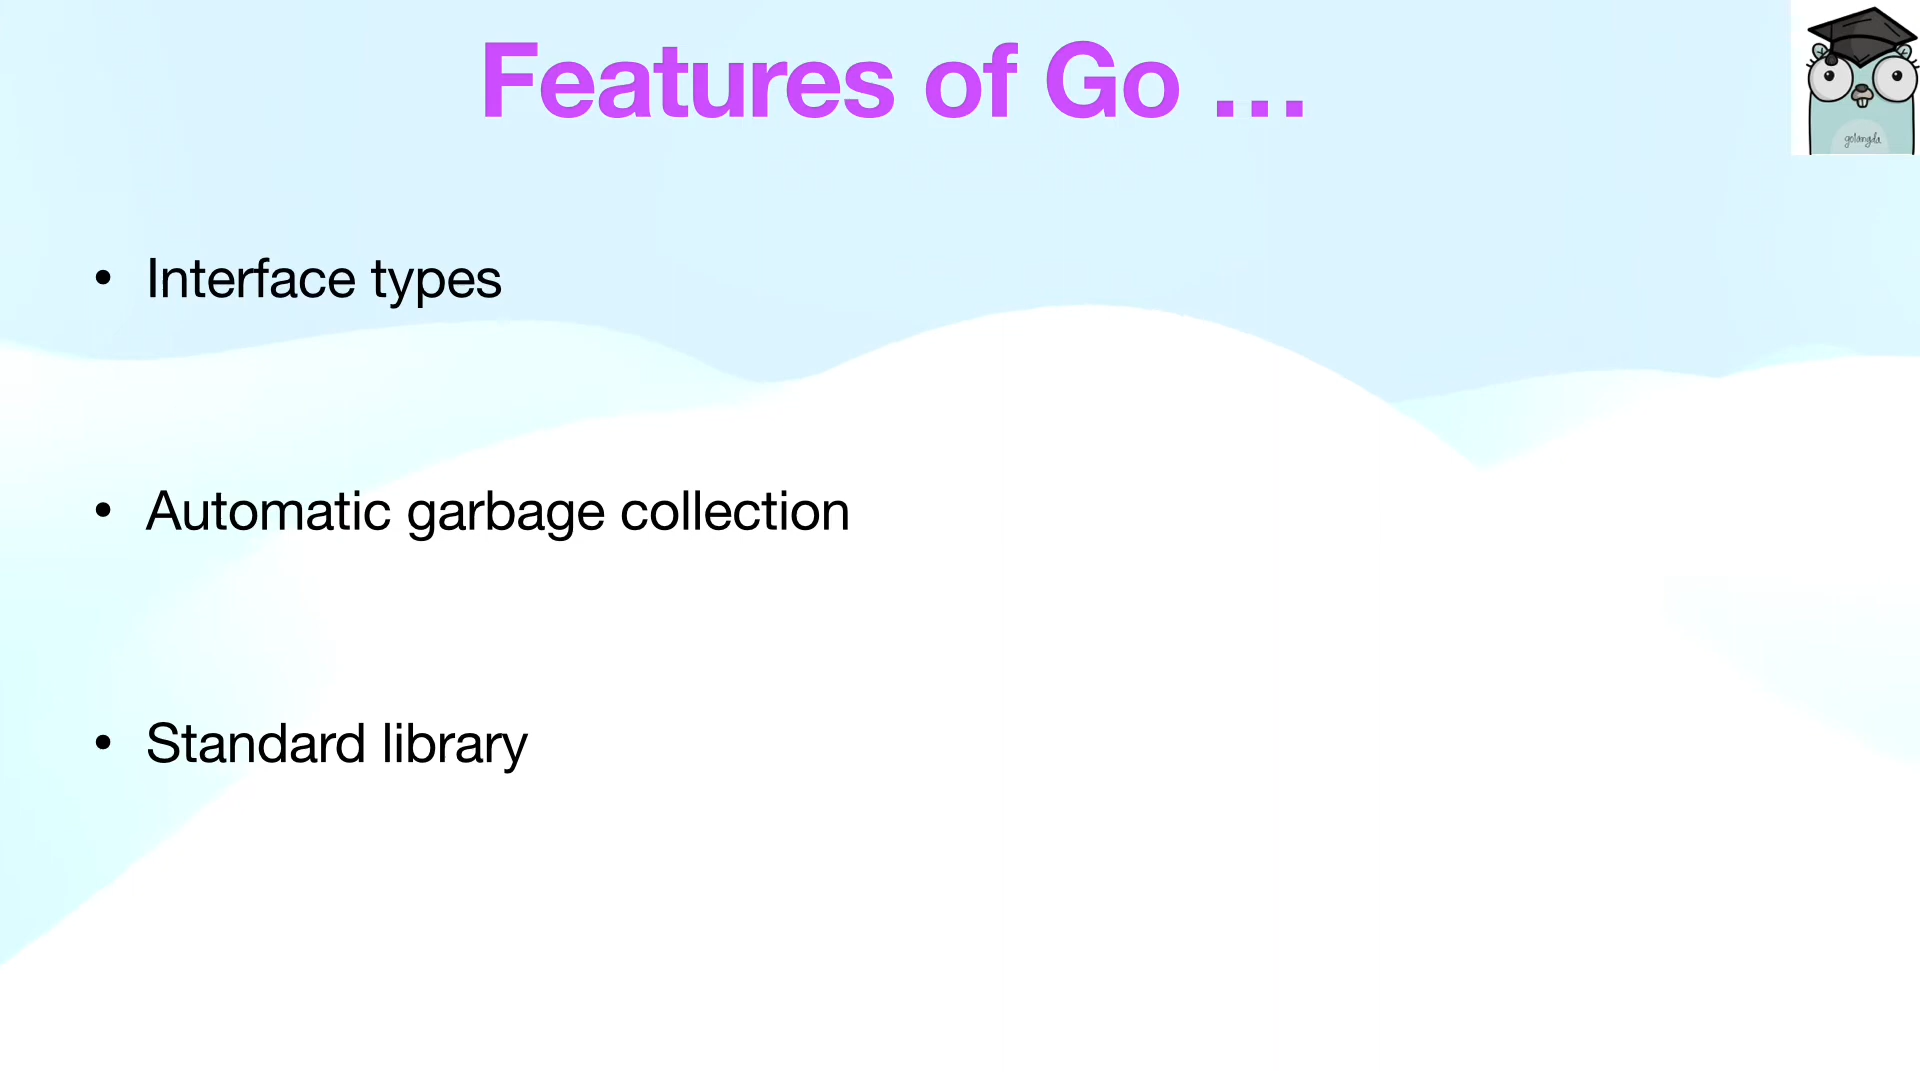 Features of Go …
• Interface types
• Automatic garbage collection
• Standard library